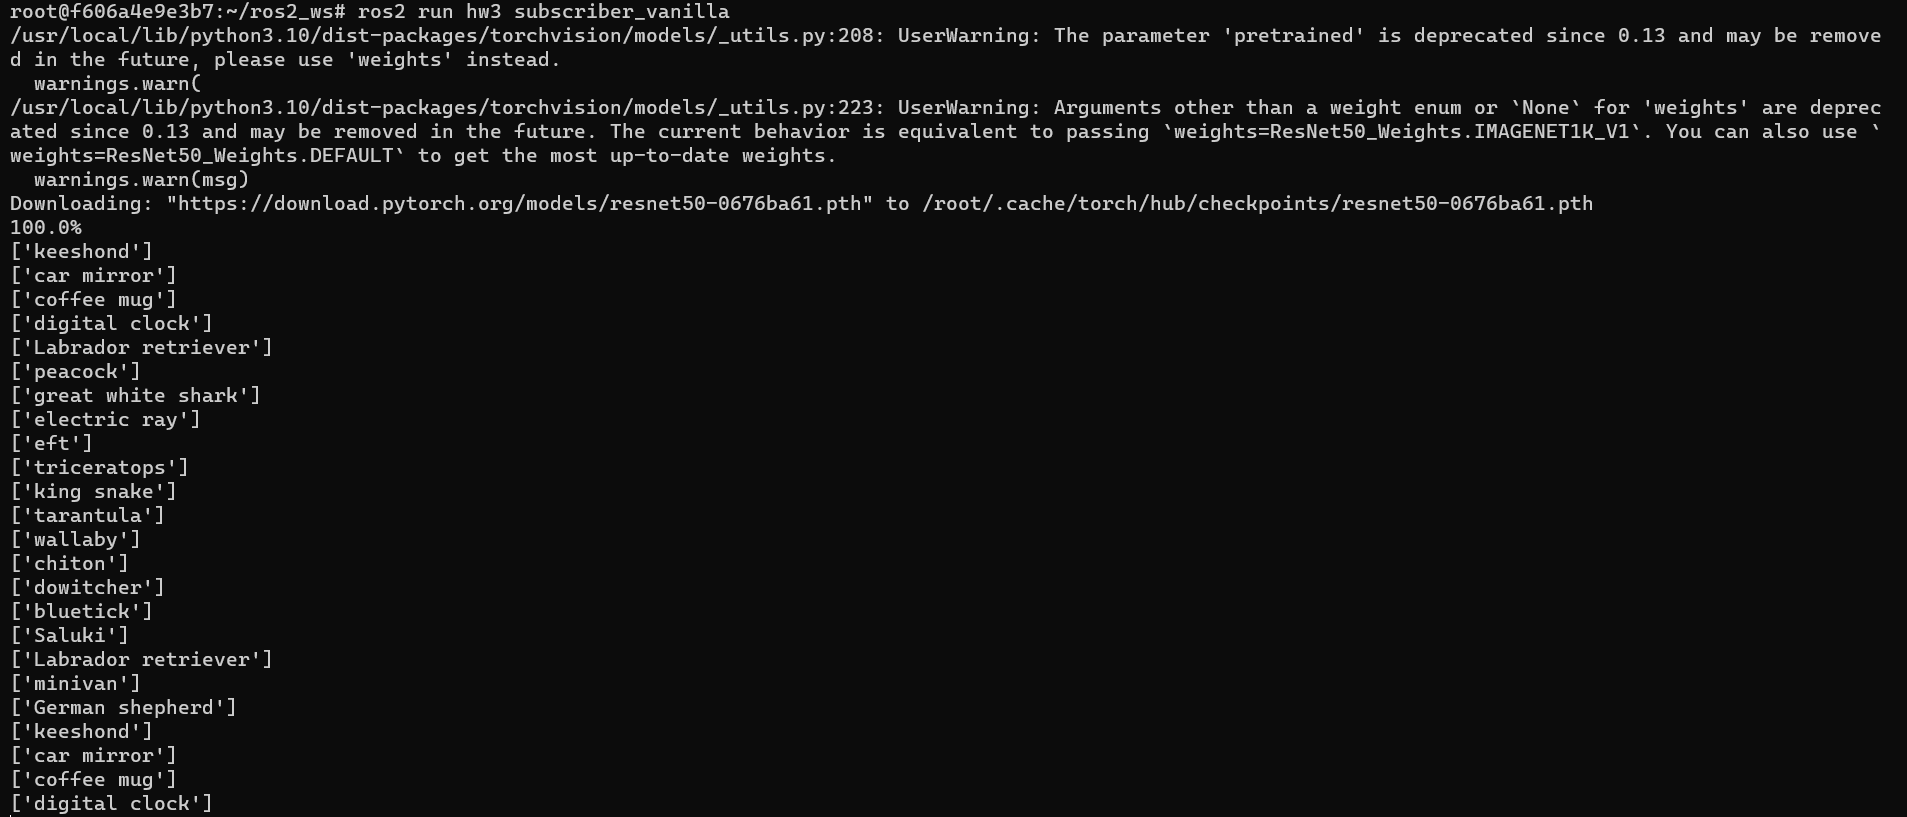 root@f606a4e9e3b7:~/ros2_ws# ros2 run hw3 subscriber_vanilla
/usr/local/lib/python3.10/dist-packages/torchvision/models/_utils.py:208: UserWarning: The parameter 'pretrained' is deprecated since 0.13 and may be remove
d in the future, please use 'weights' instead.
  warnings.warn(
/usr/local/lib/python3.10/dist-packages/torchvision/models/_utils.py:223: UserWarning: Arguments other than a weight enum or `None` for 'weights' are deprec
ated since 0.13 and may be removed in the future. The current behavior is equivalent to passing `weights=ResNet50_Weights.IMAGENET1K_V1`. You can also use `
weights=ResNet50_Weights.DEFAULT` to get the most up-to-date weights.
  warnings.warn(msg)
Downloading: "https://download.pytorch.org/models/resnet50-0676ba61.pth" to /root/.cache/torch/hub/checkpoints/resnet50-0676ba61.pth
100.0%
['keeshond']
['car mirror']
['coffee mug']
['digital clock']
['Labrador retriever']
['peacock']
['great white shark']
['electric ray']
['eft']
['triceratops']
['king snake']
['tarantula']
['wallaby']
['chiton']
['dowitcher']
['bluetick']
['Saluki']
['Labrador retriever']
['minivan']
['German shepherd']
['keeshond']
['car mirror']
['coffee mug']
['digital clock']